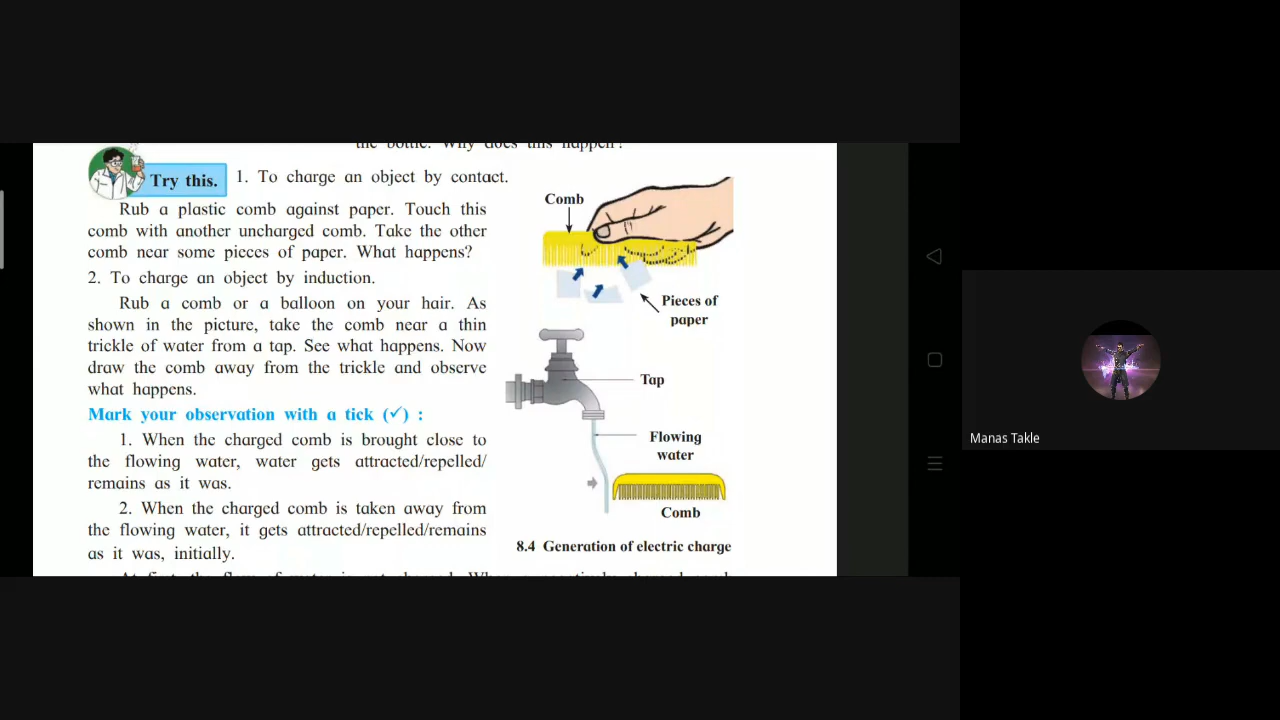 the bottle. Why does this happen?
Try this. 1. To charge an object by contact.
Rub a plastic comb against paper. Touch this
comb with another uncharged comb. Take the other
comb near some pieces of paper. What happens?
2. To charge an object by induction.
Rub a comb or a balloon on your hair. As
shown in the picture, take the comb near a thin
trickle of water from a tap. See what happens. Now
draw the comb away from the trickle and observe
what happens.
Mark your observation with a tick (✓) :
1. When the charged comb is brought close to
the flowing water, water gets attracted/repelled/
remains as it was.
2. When the charged comb is taken away from
the flowing water, it gets attracted/repelled/remains
as it was, initially.
Comb
Pieces of
paper
Tap
Flowing
water
Comb
8.4 Generation of electric charge
Manas Takle